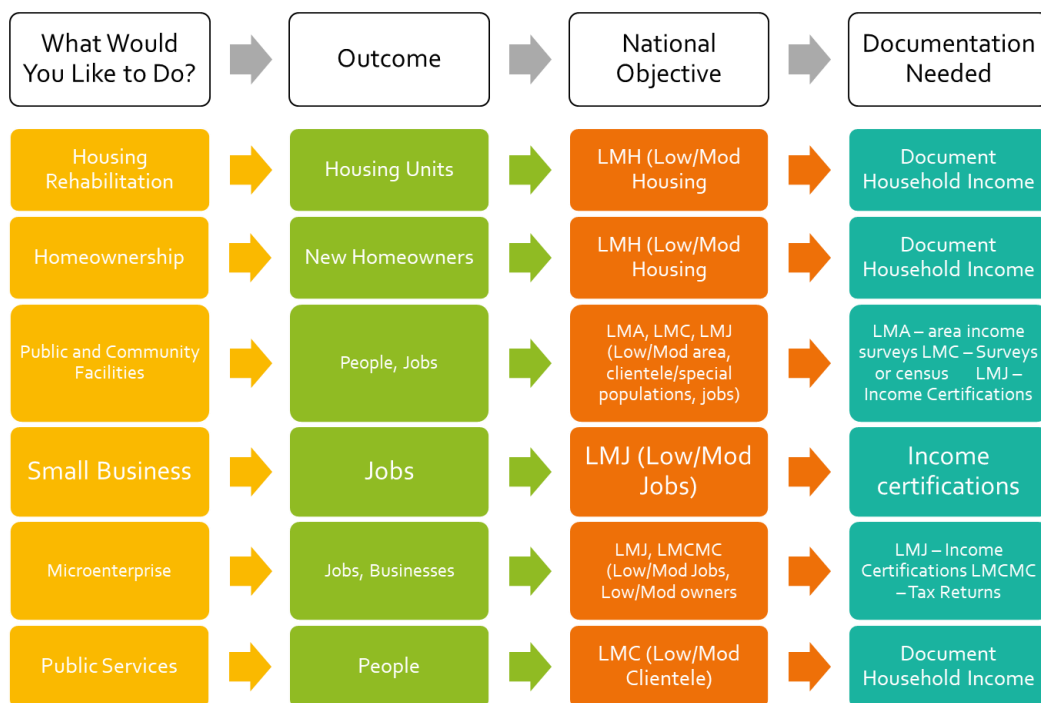 What Would
You Like to Do?
Outcome
National
Objective
Documentation
Needed
Housing
Rehabilitation
Housing Units
LMH (Low/Mod
Housing
Document
Household Income
Homeownership
New Homeowners
LMH (Low/Mod
Housing
Document
Household Income
Public and Community
Facilities
People, Jobs
LMA, LMC, LMJ
(Low/Mod area,
clientele/special
populations, jobs)
LMA – area income
surveys LMC – Surveys
or census LMJ –
Income Certifications
Small Business
Jobs
LMJ (Low/Mod
Jobs)
Income
certifications
Microenterprise
Jobs, Businesses
LMJ, LMCMC
(Low/Mod Jobs,
Low/Mod owners
LMJ – Income
Certifications LMCMC
– Tax Returns
Public Services
People
LMC (Low/Mod
Clientele)
Document
Household Income